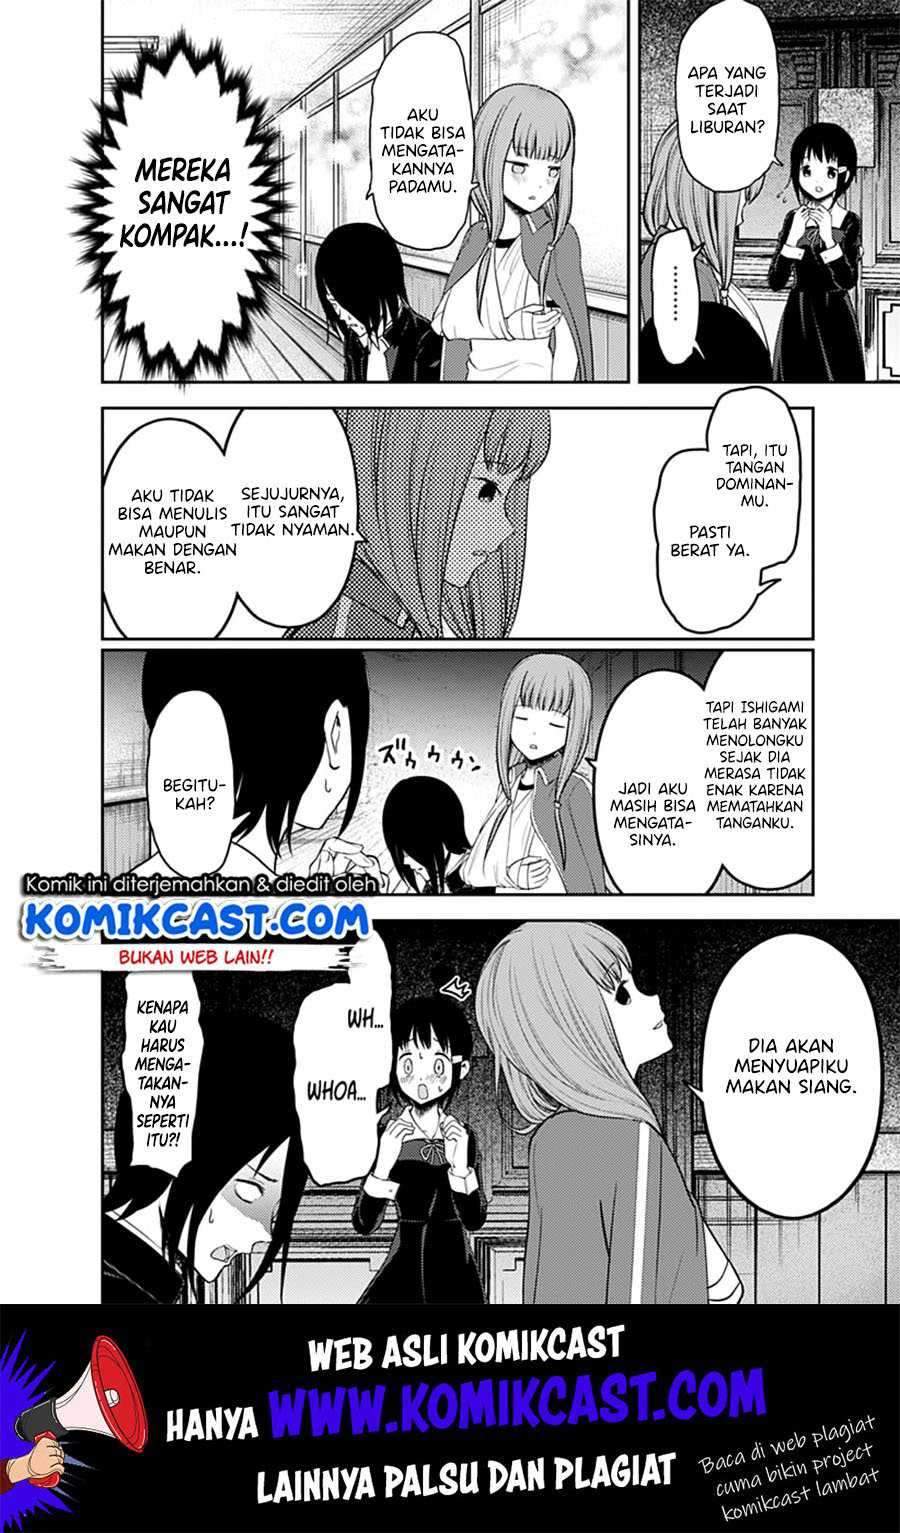 APA YANG
TERJADI
SAAT
LIBURAN?
........
AKU
TIDAK BISA
MENGATA-
KANNYA
PADAMU.
MEREKA
SANGAT
KOMPAK...!
TAPI, ITU
TANGAN
DOMINAN-
MU.
PASTI
BERAT YA.
SEJUJURNYA,
ITU SANGAT
TIDAK NYAMAN.
AKU TIDAK
BISA MENULIS
MAUPUN
MAKAN DENGAN
BENAR.
TAPI ISHIGAMI
TELAH BANYAK
MENOLONGKU
SEJAK DIA
MERASA TIDAK
ENAK KARENA
MEMATAHKAN
TANGANKU.
JADI AKU
MASIH BISA
MENGATA-
SINYA.
ズウウウン
BEGITU-
KAH?
Komik ini diterjemahkan & diedit oleh
KOMIKCAST.COM
BUKAN WEB LAIN!!
DIA AKAN
MENYUAPIKU
MAKAN SIANG.
WH...
WHOA...
KENAPA
KAU
HARUS
MENGA-
TAKAN-
NYA
SEPERTI
ITU?!
WEB ASLI KOMIKCAST
HANYA WWW.KOMIKCAST.COM
LAINNYA PALSU DAN PLAGIAT
Baca di web plagiat
cuma bikin project
komikcast lambat